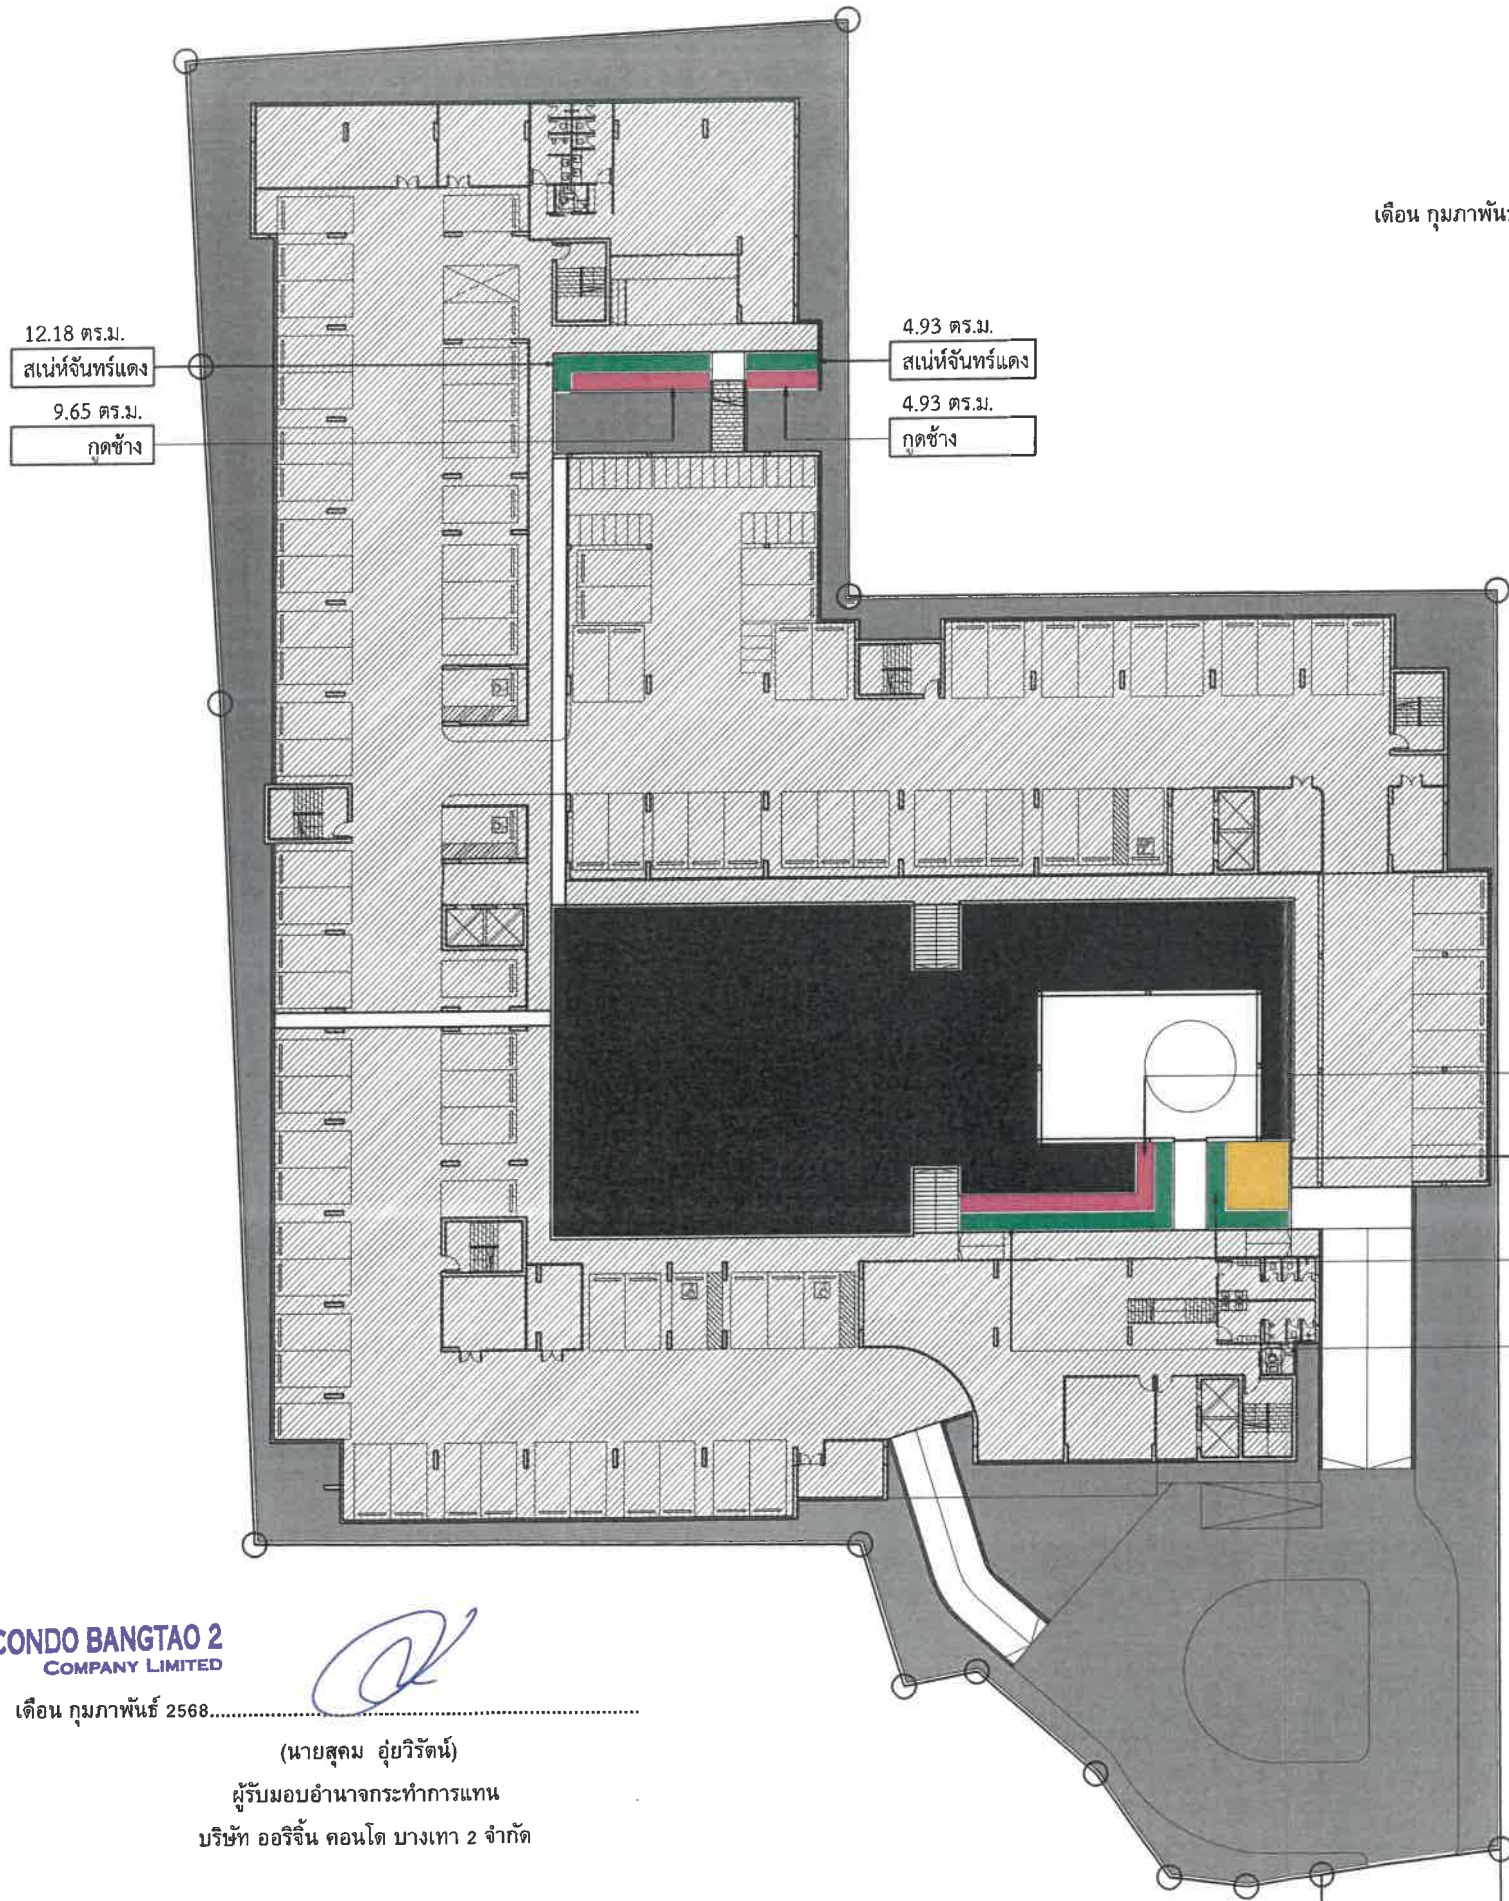 เดือน กุมภาพัน
12.18 ตร.ม.
สเน่ห์จันทร์แดง
9.65 ตร.ม.
กูดช้าง
4.93 ตร.ม.
สเน่ห์จันทร์แดง
4.93 ตร.ม.
กูดช้าง
CONDO BANGTAO 2
COMPANY LIMITED
เดือน กุมภาพันธ์ 2568
(นายสุคม อุ่ยวิรัตน์)
ผู้รับมอบอำนาจกระทำการแทน
บริษัท ออริจิ้น คอนโด บางเทา 2 จำกัด